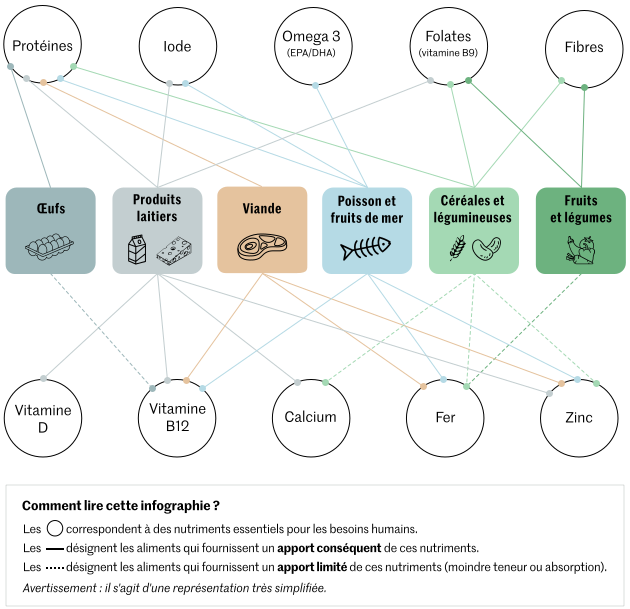 Protéines
Iode
Omega 3
(EPA/DHA)
Folates
(vitamine B9)
Fibres
Œufs
Produits
laitiers
Viande
Poisson et
fruits de mer
Céréales et
légumineuses
Fruits
et légumes
Vitamine
D
Vitamine
B12
Calcium
Fer
Zinc
Comment lire cette infographie ?
Les correspondent à des nutriments essentiels pour les besoins humains.
Les désignent les aliments qui fournissent un apport conséquent de ces nutriments.
Les désignent les aliments qui fournissent un apport limité de ces nutriments (moindre teneur ou absorption).
Avertissement : il s'agit d'une représentation très simplifiée.